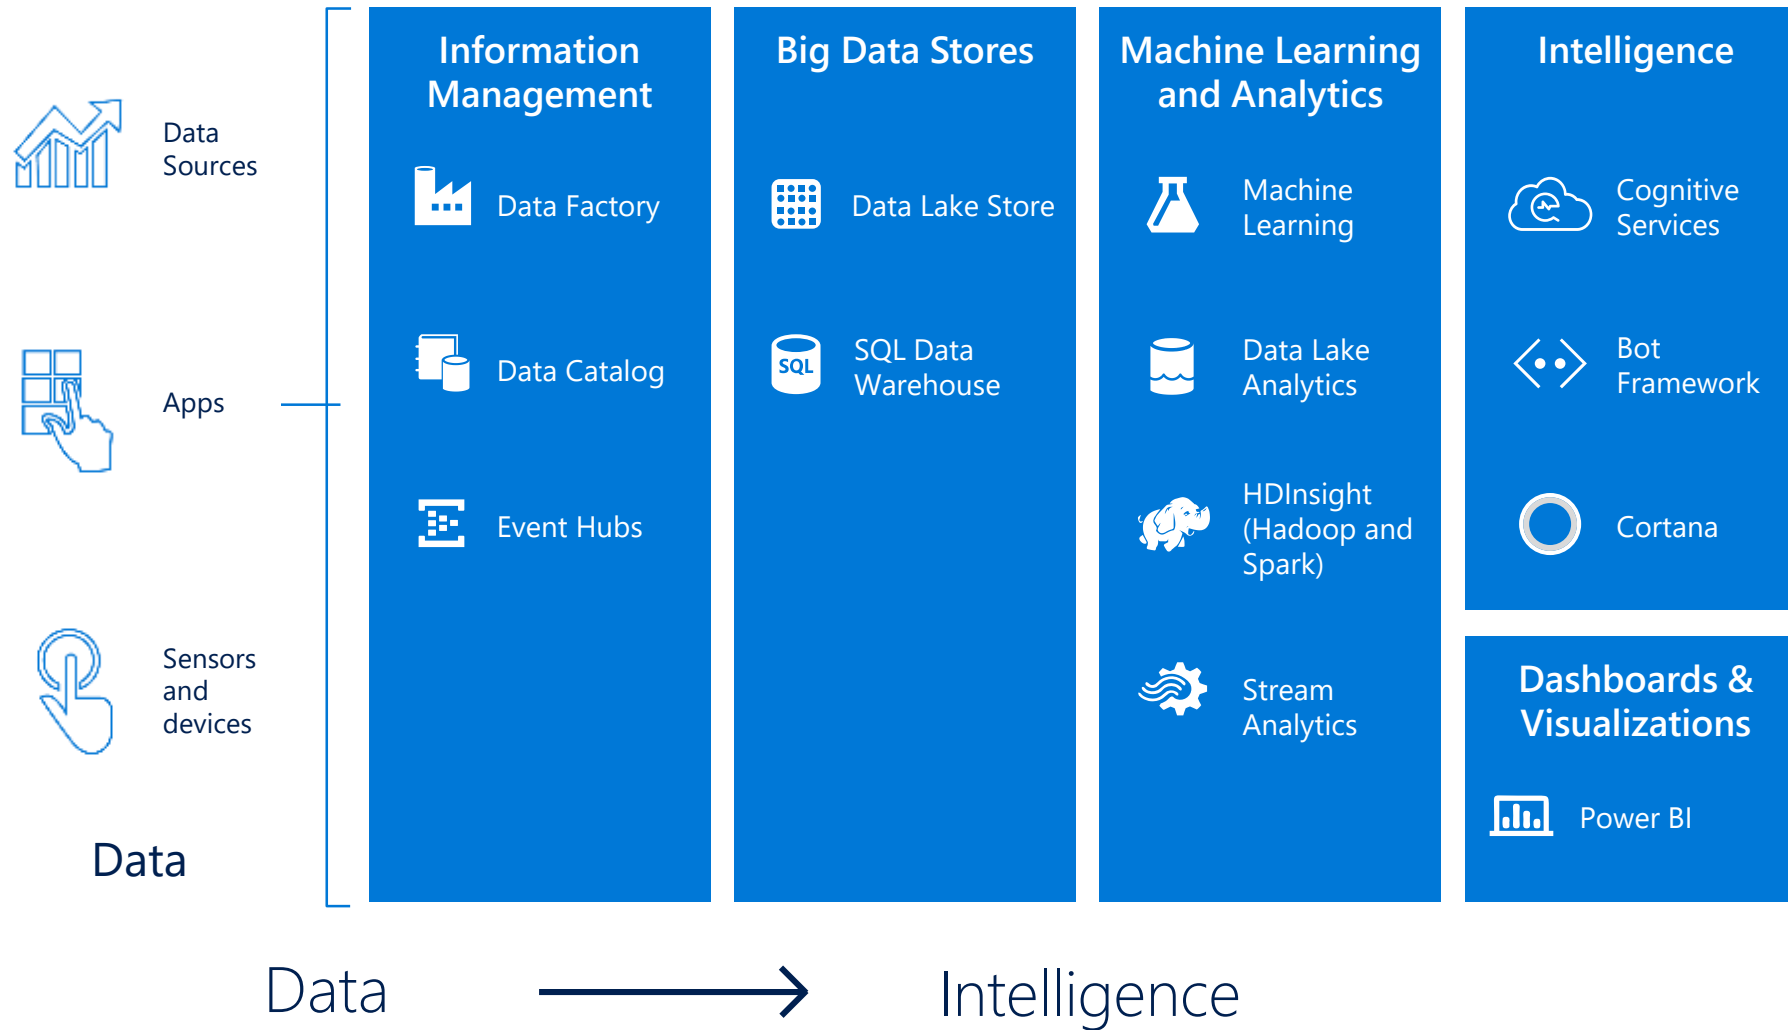 Data
Sources
Apps
Sensors
and
devices
Data
Information
Management
Data Factory
Data Catalog
Event Hubs
Big Data Stores
Data Lake Store
SQL
SQL Data
Warehouse
Machine Learning
and Analytics
Machine
Learning
Data Lake
Analytics
HDInsight
(Hadoop and
Spark)
Stream
Analytics
Intelligence
Cognitive
Services
Bot
Framework
Cortana
Dashboards &
Visualizations
Power BI
Data
Intelligence